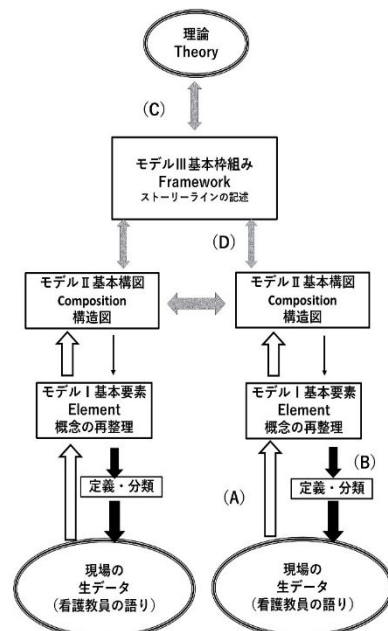 理論
Theory
(C)
モデルⅢ基本枠組み
Framework
ストーリーラインの記述
(D)
モデルⅡ基本構図
Composition
構造図
モデルⅡ基本構図
Composition
構造図
モデルⅠ基本要素
Element
概念の再整理
モデルⅠ基本要素
Element
概念の再整理
(B)
定義・分類
(A)
定義・分類
現場の
生データ
(看護教員の語り)
現場の
生データ
(看護教員の語り)